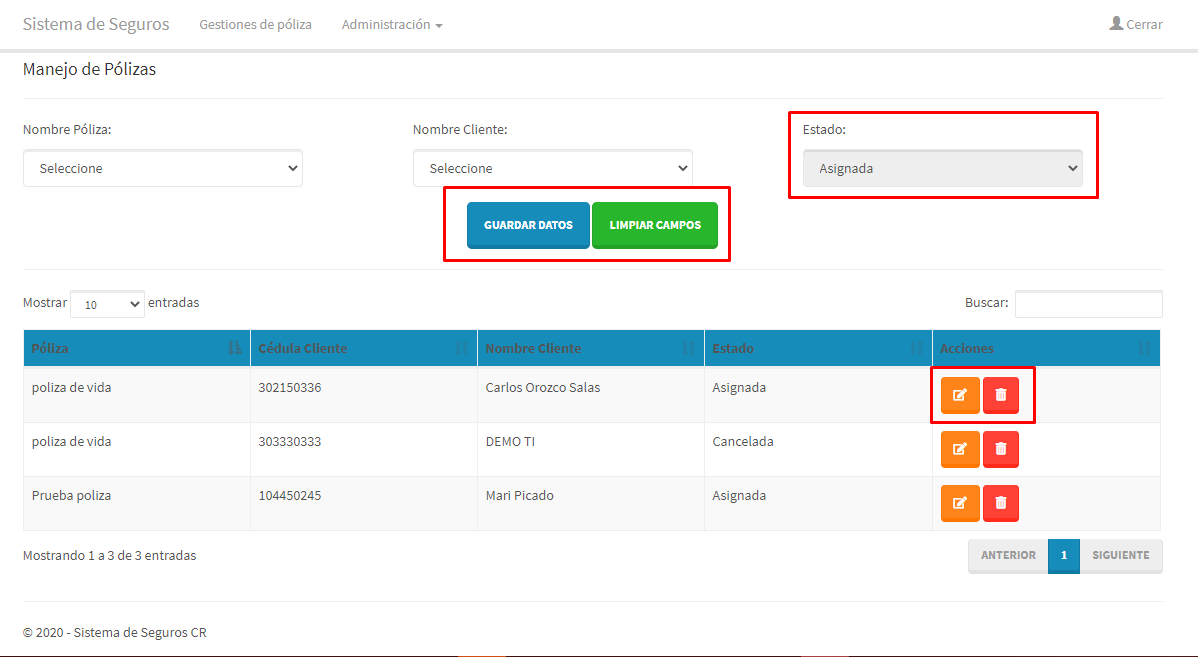 Sistema de Seguros Gestiones de póliza Administración Cerrar
Manejo de Pólizas
Nombre Póliza: Nombre Cliente: Estado:
Seleccione Seleccione Asignada
GUARDAR DATOS LIMPIAR CAMPOS
Mostrar 10 entradas Buscar:
Póliza Cédula Cliente Nombre Cliente Estado Acciones
poliza de vida 302150336 Carlos Orozco Salas Asignada
poliza de vida 303330333 DEMO TI Cancelada
Prueba poliza 104450245 Mari Picado Asignada
Mostrando 1 a 3 de 3 entradas ANTERIOR 1 SIGUIENTE
© 2020 - Sistema de Seguros CR